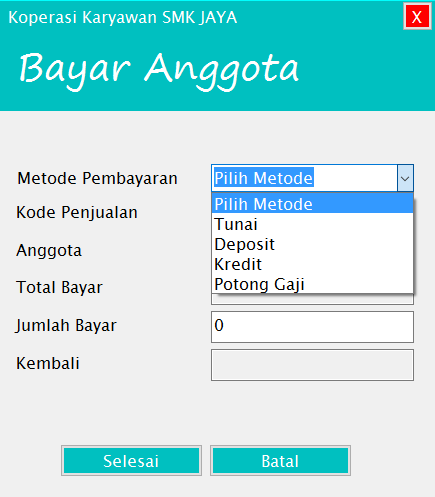 Koperasi Karyawan SMK JAYA
X
Bayar Anggota
Metode Pembayaran
Pilih Metode
Pilih Metode
Kode Penjualan
Tunai
Anggota
Deposit
Kredit
Total Bayar
Potong Gaji
Jumlah Bayar
0
Kembali
Selesai
Batal